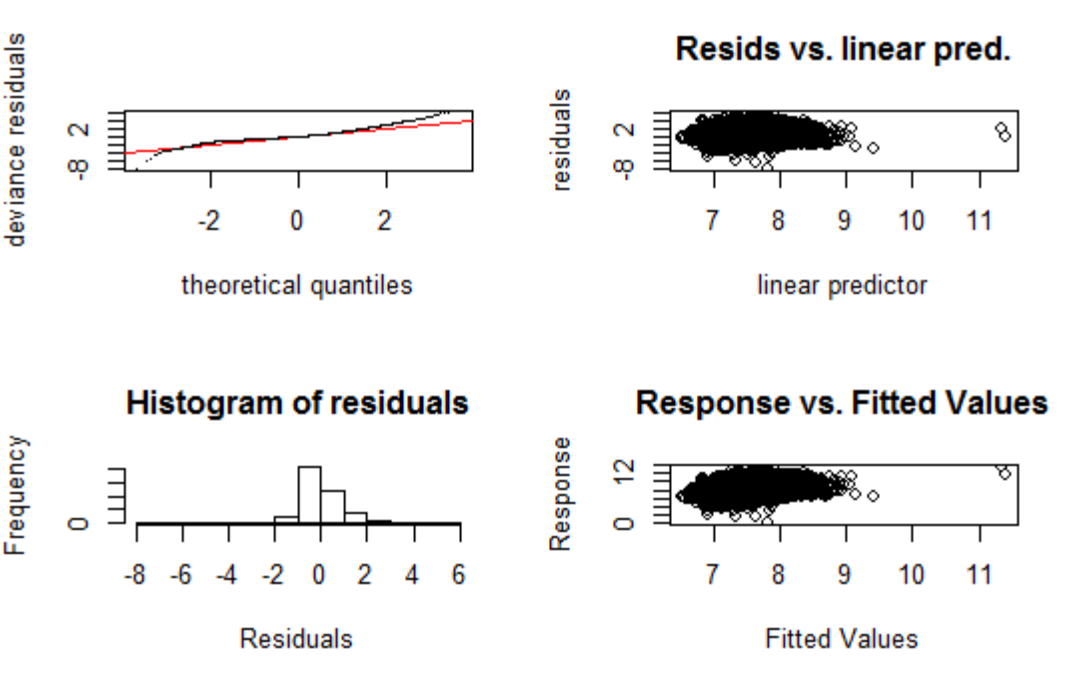 deviance residuals
2
-8
-2 0 2
theoretical quantiles
Resids vs. linear pred.
residuals
2
-8
7 8 9 10 11
linear predictor
Histogram of residuals
Frequency
0
-8 -6 -4 -2 0 2 4 6
Residuals
Response vs. Fitted Values
Response
12
0
7 8 9 10 11
Fitted Values